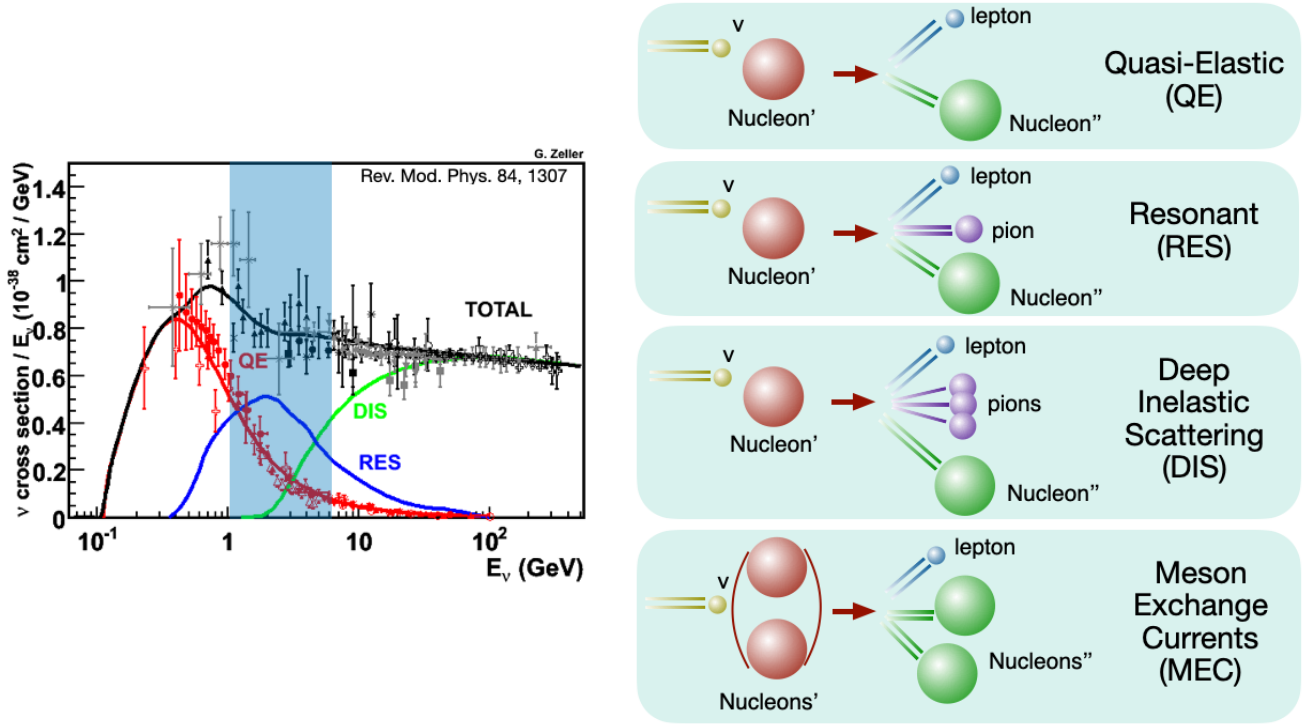 G. Zeller
Rev. Mod. Phys. 84, 1307
ν cross section / Eν (10⁻³⁸ cm² / GeV)
1.4
1.2
1
0.8
0.6
0.4
0.2
0
TOTAL
QE
DIS
RES
10⁻¹
1
10
10²
Eν (GeV)
ν
lepton
Nucleon’
Nucleon”
Quasi-Elastic
(QE)
ν
lepton
pion
Nucleon’
Nucleon”
Resonant
(RES)
ν
lepton
pions
Nucleon’
Nucleon”
Deep
Inelastic
Scattering
(DIS)
ν
lepton
Nucleons’
Nucleons”
Meson
Exchange
Currents
(MEC)